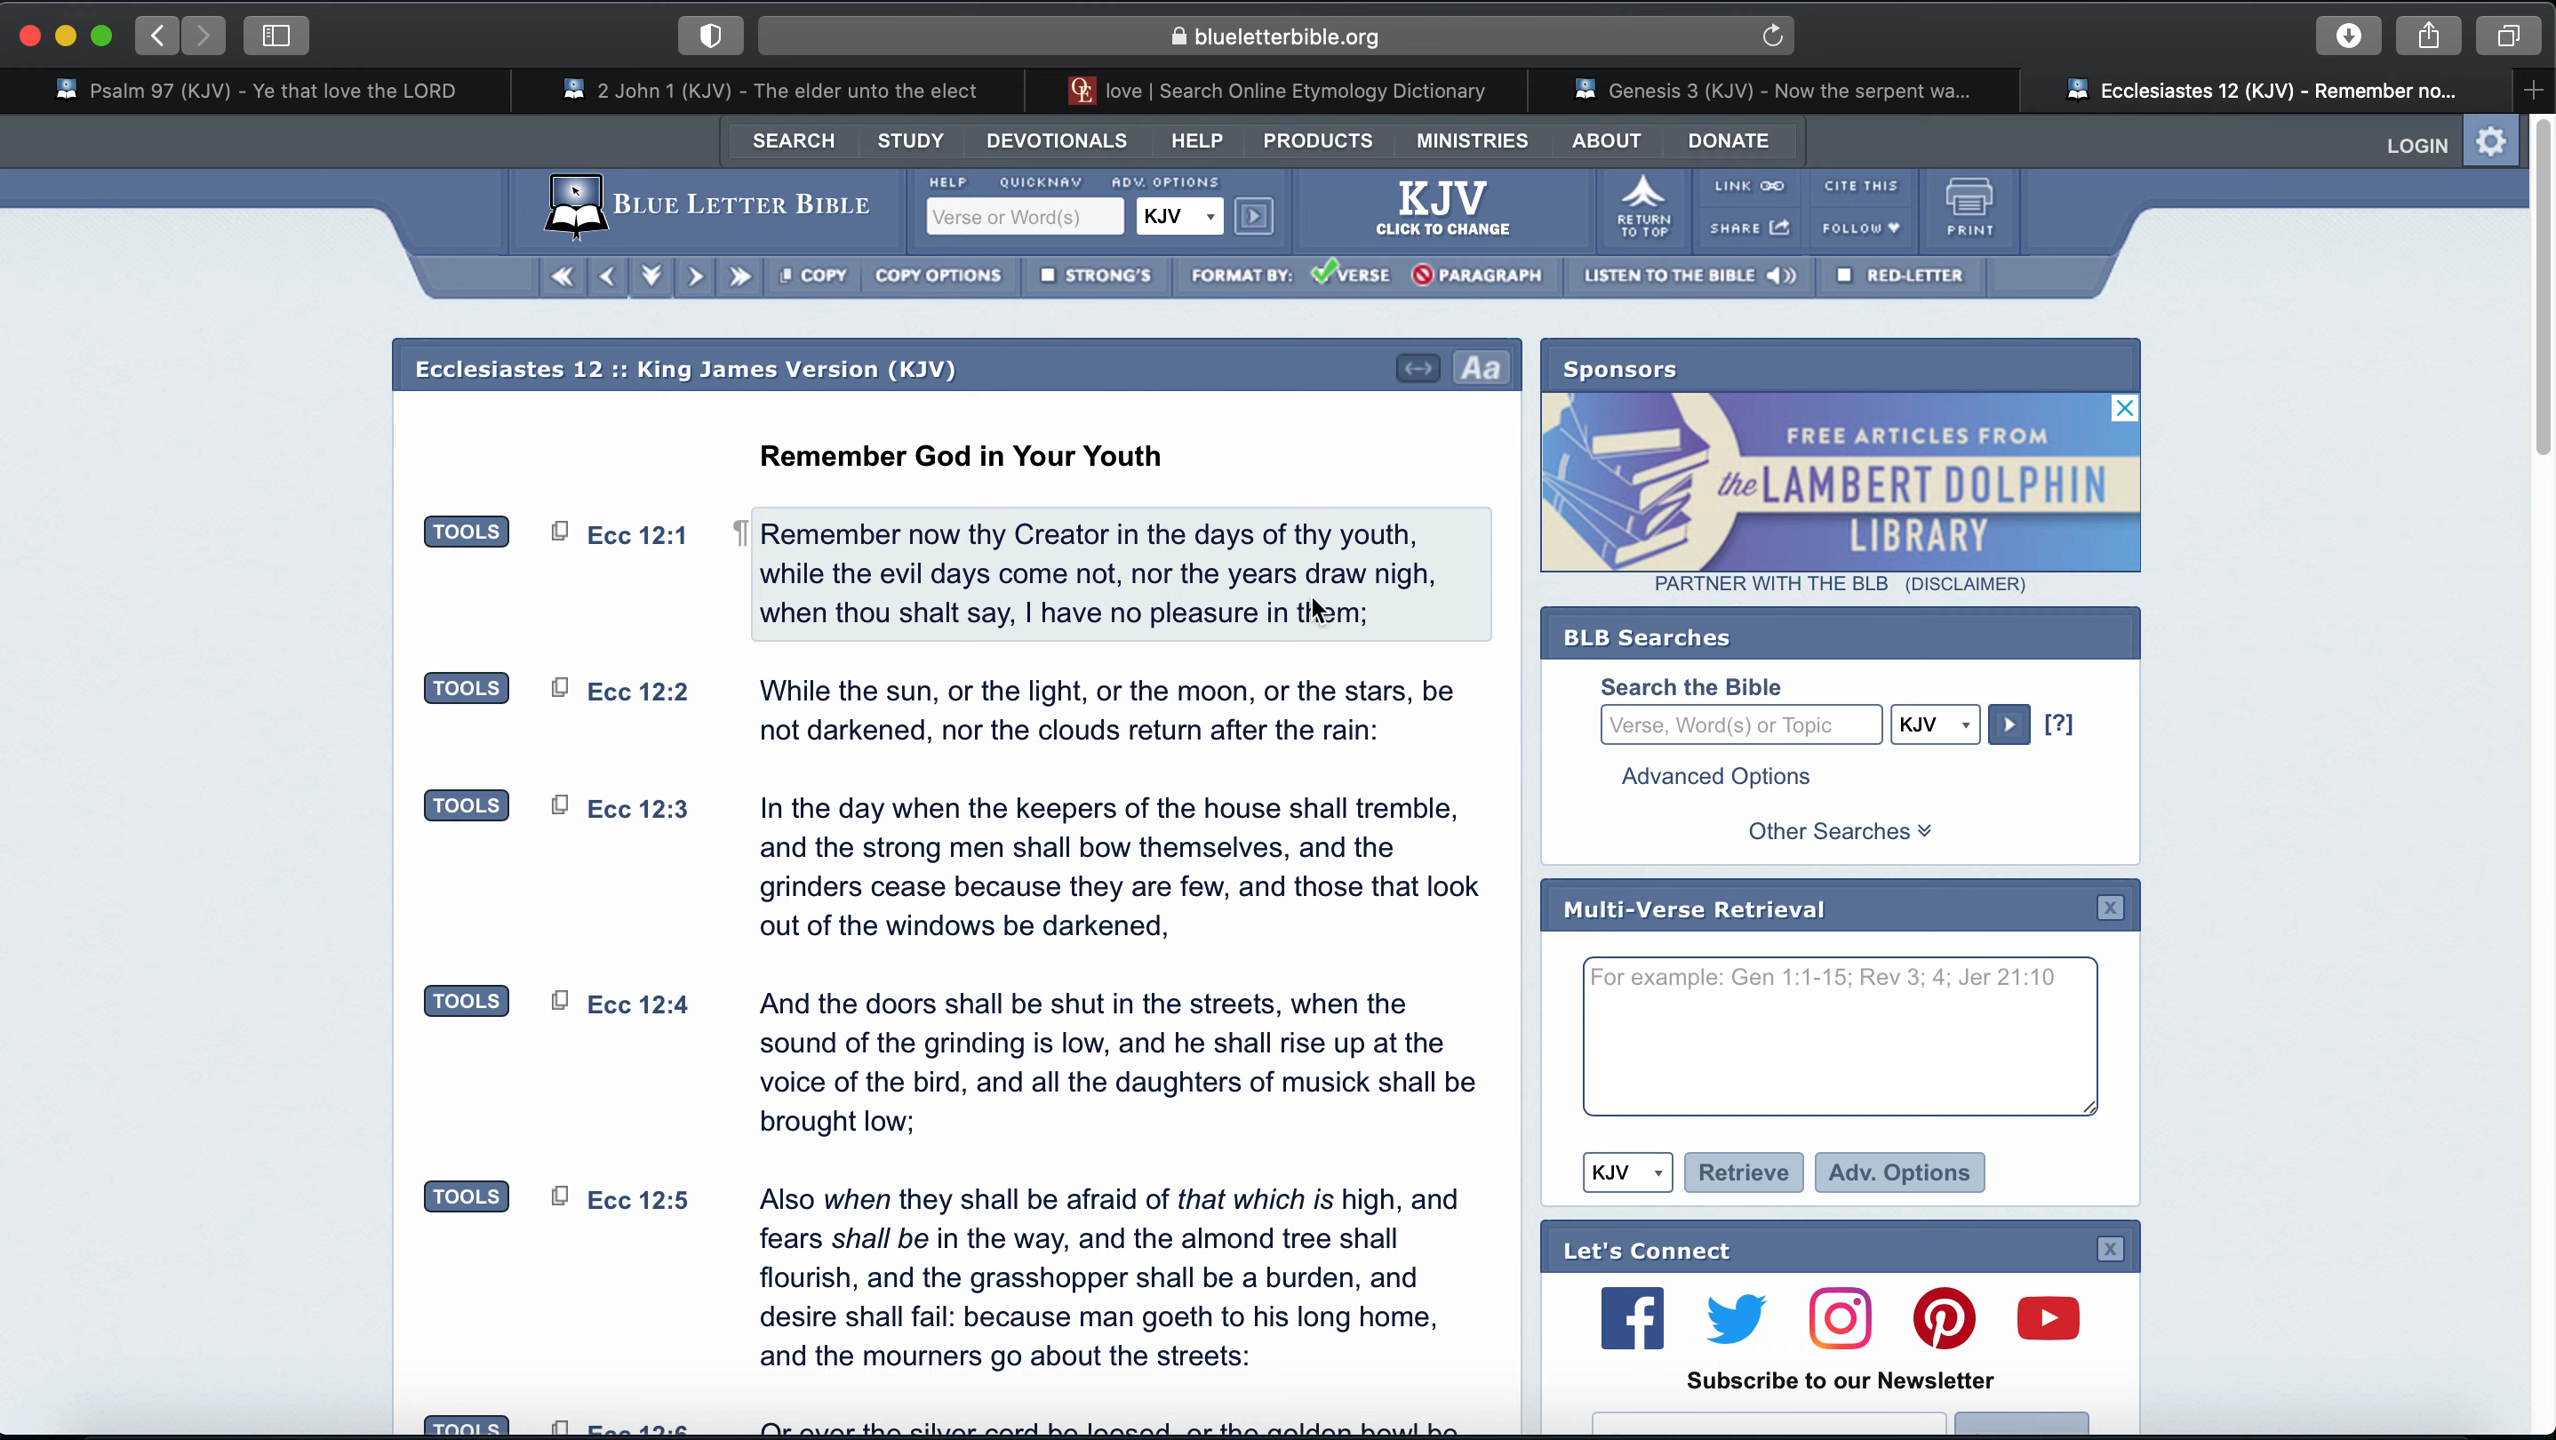 blueletterbible.org
Psalm 97 (KJV) - Ye that love the LORD
2 John 1 (KJV) - The elder unto the elect
love | Search Online Etymology Dictionary
Genesis 3 (KJV) - Now the serpent wa...
Ecclesiastes 12 (KJV) - Remember no...
SEARCH STUDY DEVOTIONALS HELP PRODUCTS MINISTRIES ABOUT DONATE
LOGIN
BLUE LETTER BIBLE
HELP QUICKNAV ADV. OPTIONS
Verse or Word(s) KJV
KJV
CLICK TO CHANGE
RETURN
TO TOP
LINK
SHARE
CITE THIS
FOLLOW
PRINT
COPY COPY OPTIONS STRONG'S FORMAT BY: VERSE PARAGRAPH LISTEN TO THE BIBLE RED-LETTER
Ecclesiastes 12 :: King James Version (KJV)
Aa
Remember God in Your Youth
TOOLS Ecc 12:1 ¶ Remember now thy Creator in the days of thy youth,
while the evil days come not, nor the years draw nigh,
when thou shalt say, I have no pleasure in them;
TOOLS Ecc 12:2 While the sun, or the light, or the moon, or the stars, be
not darkened, nor the clouds return after the rain:
TOOLS Ecc 12:3 In the day when the keepers of the house shall tremble,
and the strong men shall bow themselves, and the
grinders cease because they are few, and those that look
out of the windows be darkened,
TOOLS Ecc 12:4 And the doors shall be shut in the streets, when the
sound of the grinding is low, and he shall rise up at the
voice of the bird, and all the daughters of musick shall be
brought low;
TOOLS Ecc 12:5 Also when they shall be afraid of that which is high, and
fears shall be in the way, and the almond tree shall
flourish, and the grasshopper shall be a burden, and
desire shall fail: because man goeth to his long home,
and the mourners go about the streets:
TOOLS Ecc 12:6 Or ever the silver cord be loosed, or the golden bowl be
Sponsors
FREE ARTICLES FROM
the LAMBERT DOLPHIN
LIBRARY
PARTNER WITH THE BLB (DISCLAIMER)
BLB Searches
Search the Bible
Verse, Word(s) or Topic KJV [?]
Advanced Options
Other Searches
Multi-Verse Retrieval X
For example: Gen 1:1-15; Rev 3; 4; Jer 21:10
KJV Retrieve Adv. Options
Let's Connect X
Subscribe to our Newsletter